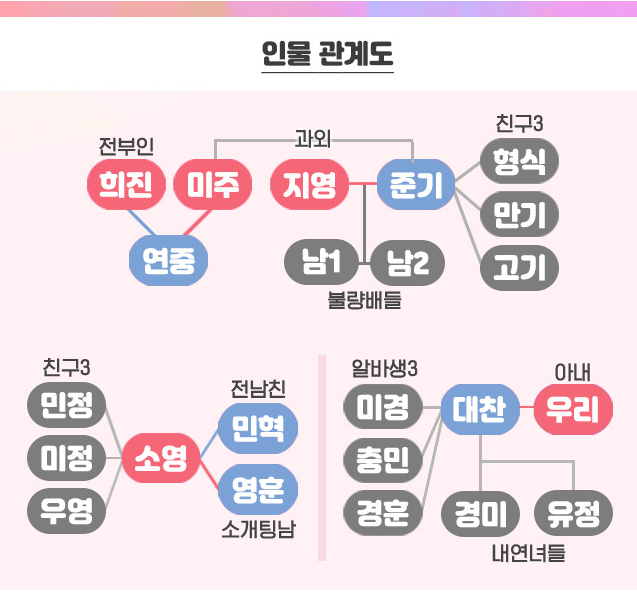 인물 관계도
과외
친구3
전부인
희진
미주
지영
준기
형식
만기
고기
연중
남1
남2
불량배들
친구3
민정
미정
우영
소영
전남친
민혁
영훈
소개팅남
알바생3
미경
충민
경훈
대찬
아내
우리
경미
유정
내연녀들